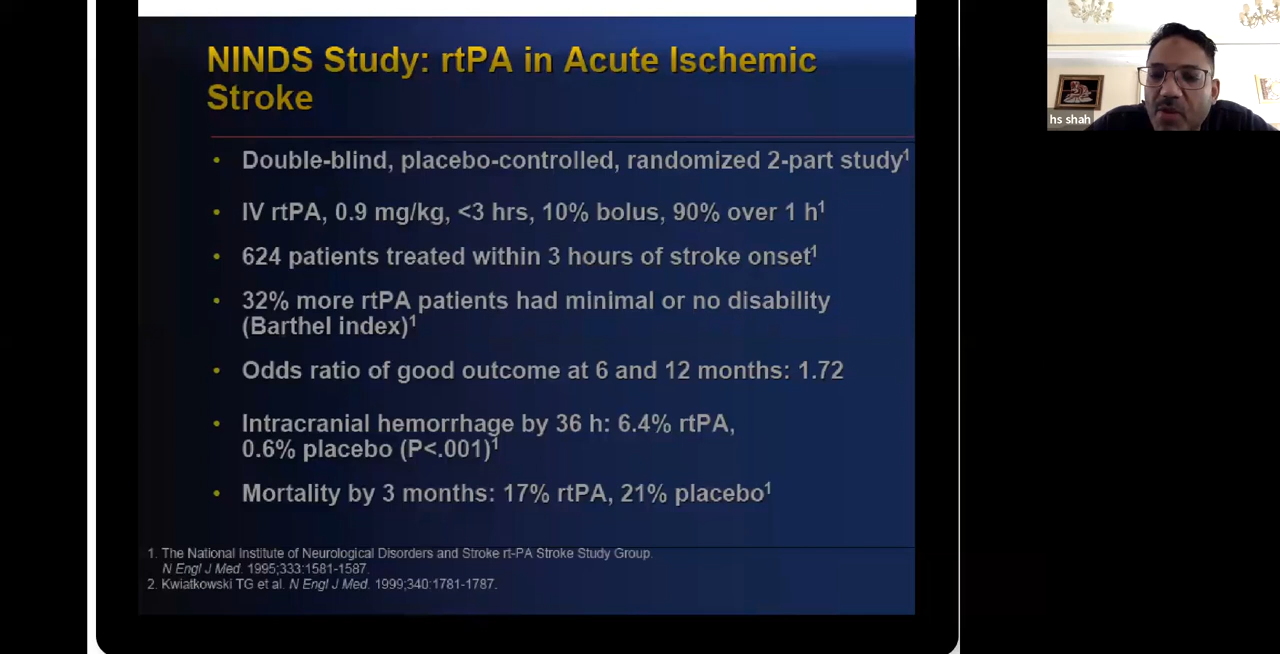 NINDS Study: rtPA in Acute Ischemic
Stroke
• Double-blind, placebo-controlled, randomized 2-part study¹
• IV rtPA, 0.9 mg/kg, <3 hrs, 10% bolus, 90% over 1 h¹
• 624 patients treated within 3 hours of stroke onset¹
• 32% more rtPA patients had minimal or no disability
(Barthel index)¹
• Odds ratio of good outcome at 6 and 12 months: 1.72
• Intracranial hemorrhage by 36 h: 6.4% rtPA,
0.6% placebo (P<.001)¹
• Mortality by 3 months: 17% rtPA, 21% placebo¹
1. The National Institute of Neurological Disorders and Stroke rt-PA Stroke Study Group.
N Engl J Med. 1995;333:1581-1587.
2. Kwiatkowski TG et al. N Engl J Med. 1999;340:1781-1787.
hs shah